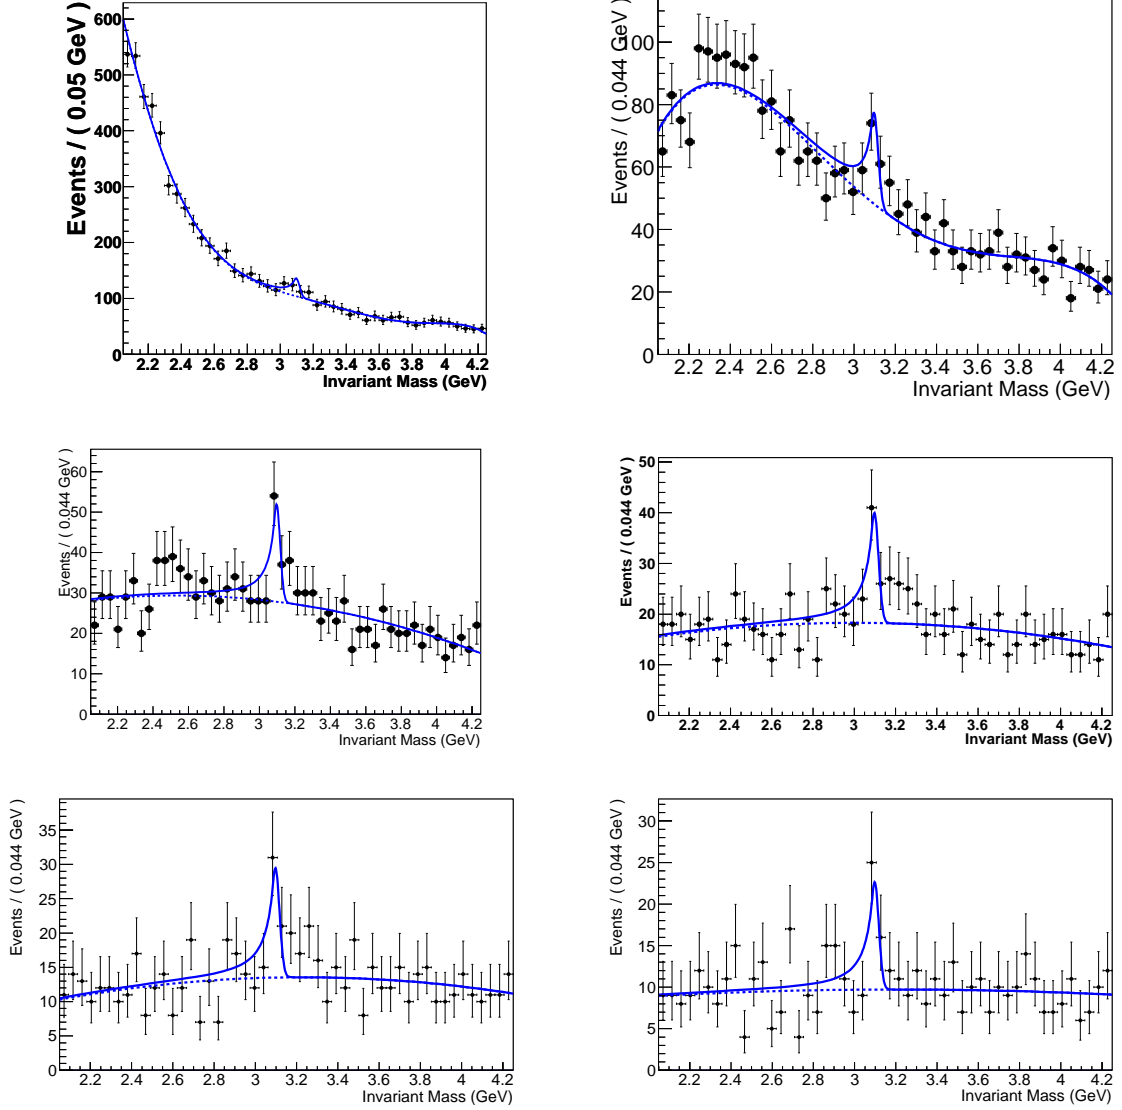 Events / ( 0.05 GeV )
600
500
400
300
200
100
0
2.2 2.4 2.6 2.8 3.0 3.2 3.4 3.6 3.8 4.0 4.2
Invariant Mass (GeV)
Events / ( 0.044 GeV )
100
80
60
40
20
0
2.2 2.4 2.6 2.8 3 3.2 3.4 3.6 3.8 4 4.2
Invariant Mass (GeV)
Events / ( 0.044 GeV )
60
50
40
30
20
10
0
2.2 2.4 2.6 2.8 3 3.2 3.4 3.6 3.8 4 4.2
Invariant Mass (GeV)
Events / ( 0.044 GeV )
50
40
30
20
10
0
2.2 2.4 2.6 2.8 3 3.2 3.4 3.6 3.8 4 4.2
Invariant Mass (GeV)
Events / ( 0.044 GeV )
35
30
25
20
15
10
5
0
2.2 2.4 2.6 2.8 3 3.2 3.4 3.6 3.8 4 4.2
Invariant Mass (GeV)
Events / ( 0.044 GeV )
30
25
20
15
10
5
0
2.2 2.4 2.6 2.8 3 3.2 3.4 3.6 3.8 4 4.2
Invariant Mass (GeV)